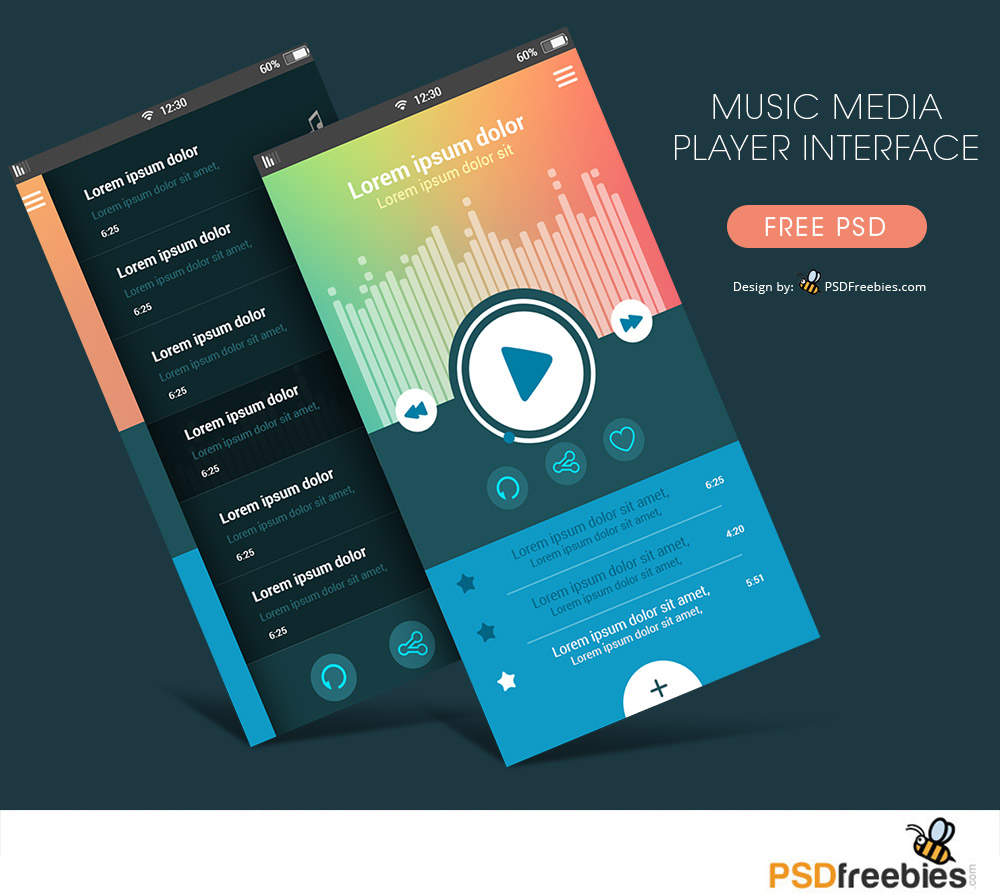 60%
12:30
Lorem ipsum dolor
Lorem ipsum dolor sit amet,
6:25
Lorem ipsum dolor
Lorem ipsum dolor sit amet,
6:25
Lorem ipsum dolor
Lorem ipsum dolor sit amet,
6:25
Lorem ipsum dolor
Lorem ipsum dolor sit amet,
6:25
Lorem ipsum dolor
Lorem ipsum dolor sit amet,
6:25
Lorem ipsum dolor
Lorem ipsum dolor sit amet,
6:25
60%
12:30
Lorem ipsum dolor
Lorem ipsum dolor sit
Lorem ipsum dolor sit amet,
Lorem ipsum dolor sit amet,
6:25
Lorem ipsum dolor sit amet,
Lorem ipsum dolor sit amet,
4:20
Lorem ipsum dolor sit amet,
Lorem ipsum dolor sit amet,
5:51
+
MUSIC MEDIA
PLAYER INTERFACE
FREE PSD
Design by: PSDFreebies.com
PSDfreebies.com